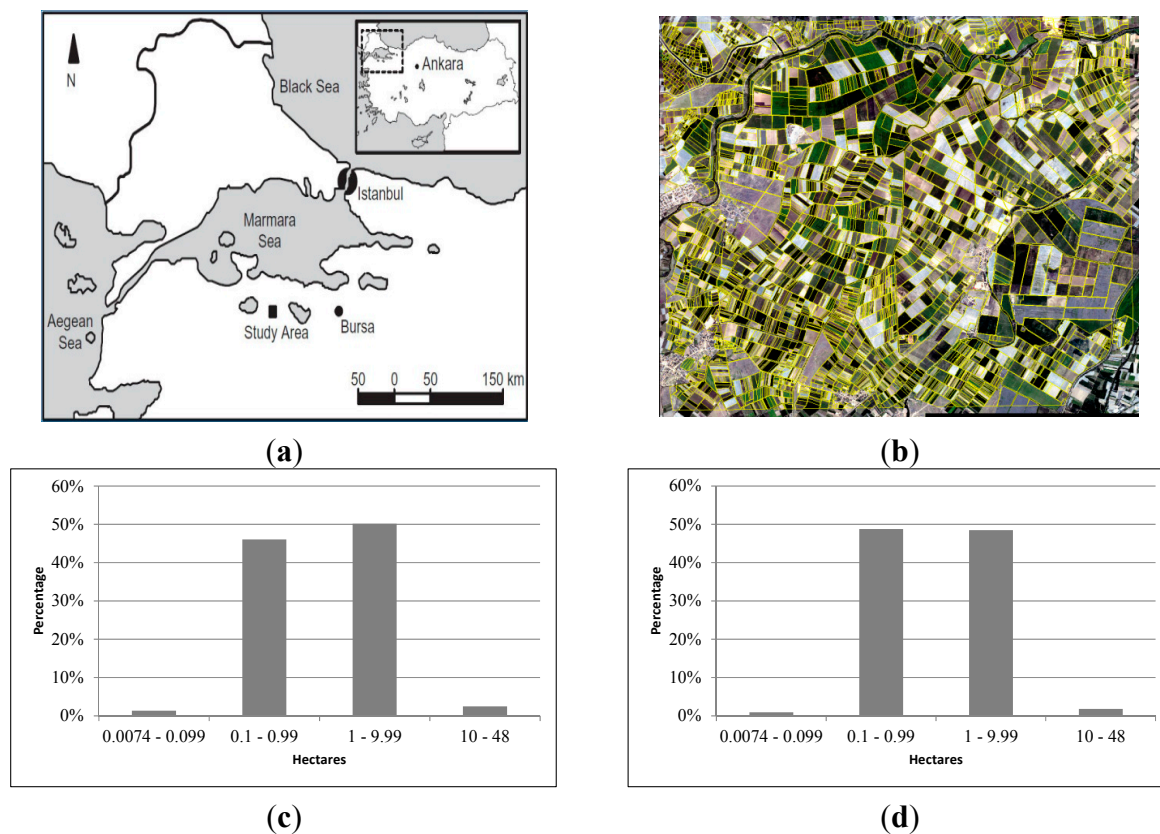 N
Black Sea
Ankara
Istanbul
Marmara
Sea
Aegean
Sea
Study Area
Bursa
50 0 50 150 km
(a)
(b)
60%
50%
40%
30%
20%
10%
0%
Percentage
0.0074 - 0.099 0.1 - 0.99 1 - 9.99 10 - 48
Hectares
(c)
60%
50%
40%
30%
20%
10%
0%
Percentage
0.0074 - 0.099 0.1 - 0.99 1 - 9.99 10 - 48
Hectares
(d)